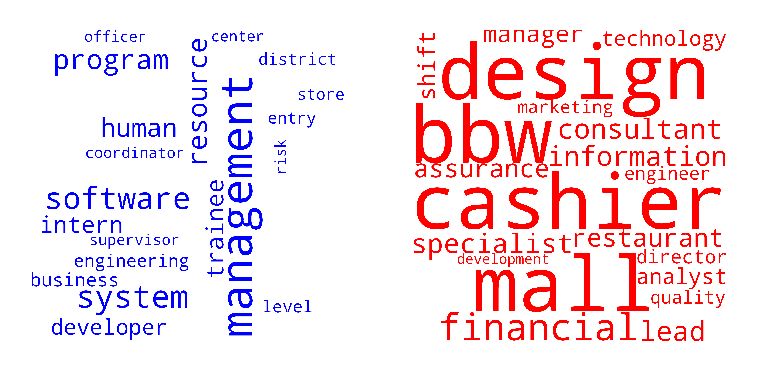 officer
center
program
resource
district
store
human
entry
coordinator
risk
management
software
trainee
intern
supervisor
engineering
business
system
level
developer
manager
technology
shift
design
marketing
bbw
consultant
information
assurance
engineer
cashier
specialist
restaurant
development
director
mall
analyst
quality
financial
lead